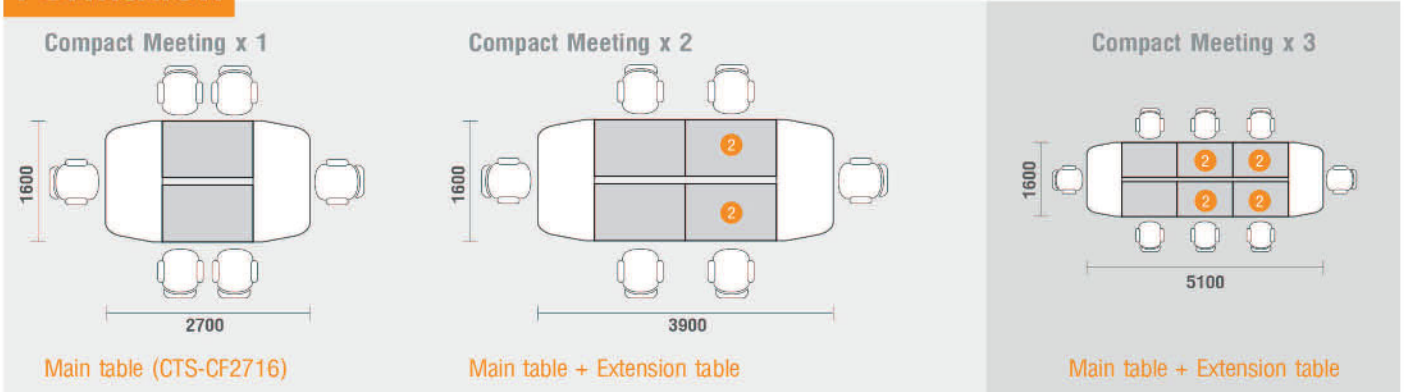 Compact Meeting x 1
1600
2700
Main table (CTS-CF2716)
Compact Meeting x 2
2
2
1600
3900
Main table + Extension table
Compact Meeting x 3
2 2
2 2
1600
5100
Main table + Extension table